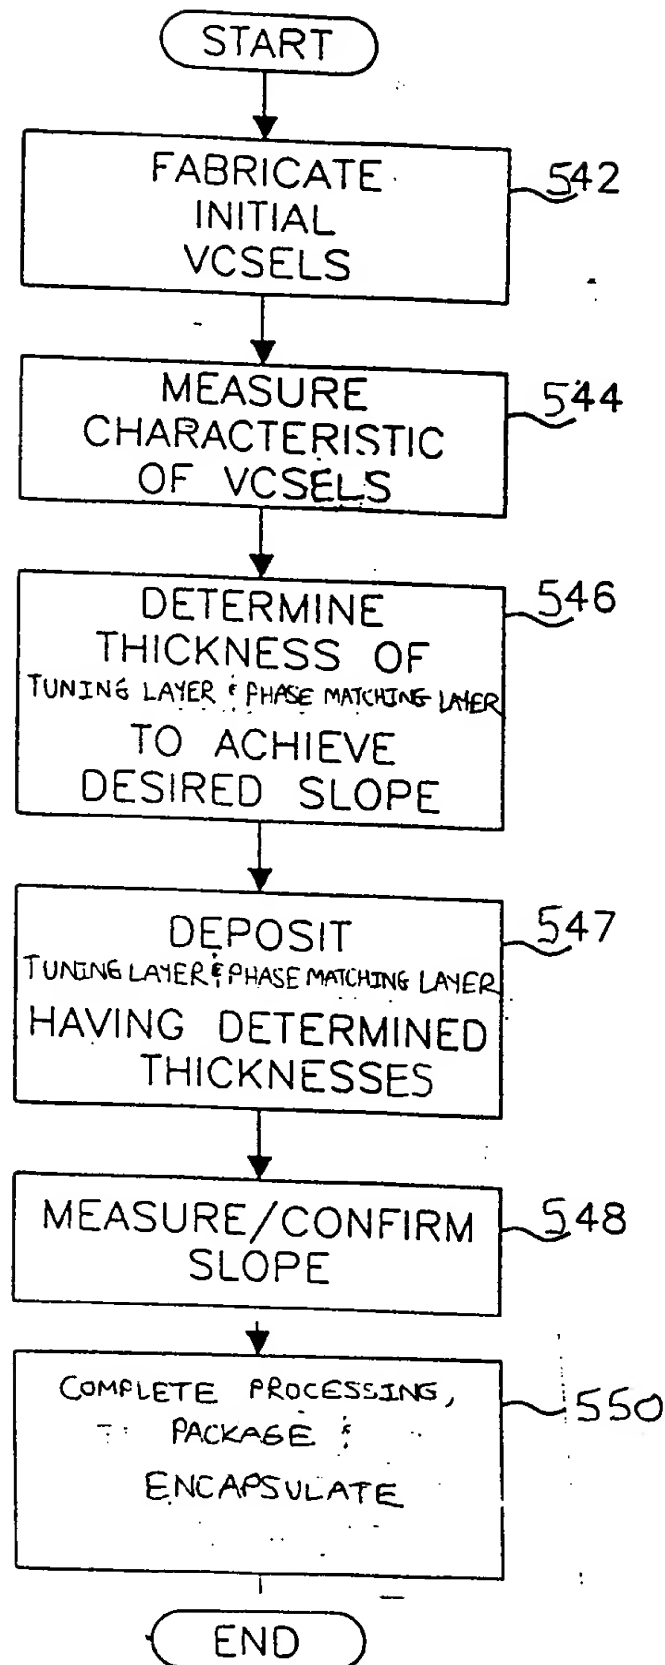 START
FABRICATE
INITIAL
VCSELS
542
MEASURE
CHARACTERISTIC
OF VCSELS
544
DETERMINE
THICKNESS OF
TUNING LAYER & PHASE MATCHING LAYER
TO ACHIEVE
DESIRED SLOPE
546
DEPOSIT
TUNING LAYER & PHASE MATCHING LAYER
HAVING DETERMINED
THICKNESSES
547
MEASURE/CONFIRM
SLOPE
548
COMPLETE PROCESSING,
PACKAGE &
ENCAPSULATE
550
END